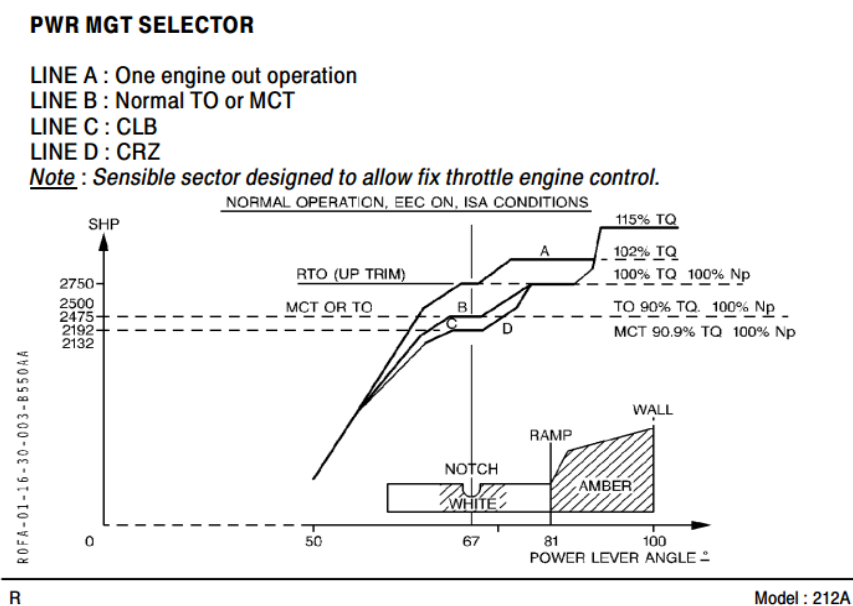 PWR MGT SELECTOR
LINE A : One engine out operation
LINE B : Normal TO or MCT
LINE C : CLB
LINE D : CRZ
Note : Sensible sector designed to allow fix throttle engine control.
NORMAL OPERATION, EEC ON, ISA CONDITIONS
SHP
115% TQ
A
102% TQ
RTO (UP TRIM)
100% TQ 100% Np
2750
2500
MCT OR TO
B
TO 90% TQ. 100% Np
2475
C
D
2192
MCT 90.9% TQ 100% Np
2132
WALL
RAMP
NOTCH
AMBER
WHITE
0
50
67
81
100
POWER LEVER ANGLE °
R0FA-01-16-30-003-B550AA
R
Model : 212A